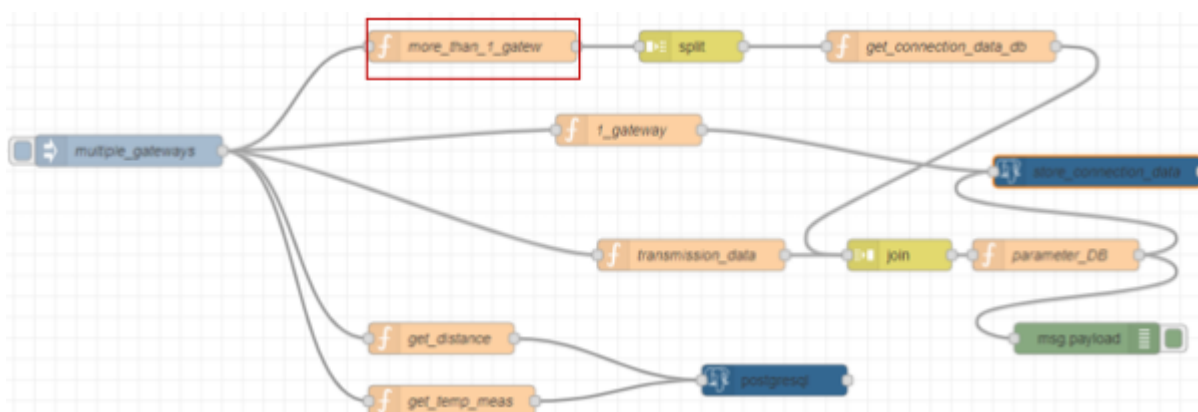 more_than_1_gatew
split
get_connection_data_db
1_gateway
multiple_gateways
store_connection_data
transmission_data
join
parameter_DB
get_distance
msg.payload
postgresql
get_temp_meas